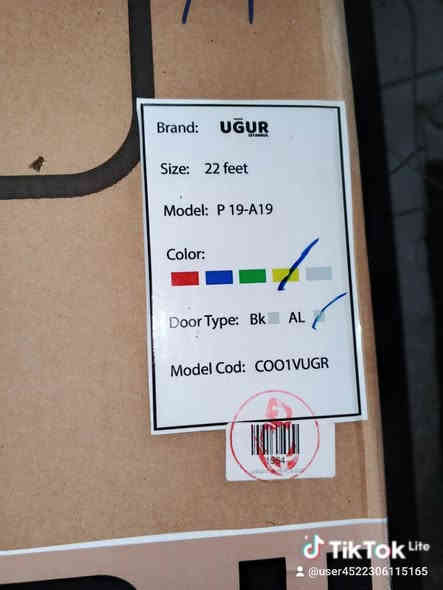 Brand: UĞUR
ISTANBUL
Size: 22 feet
Model: P 19-A19
Color:
Door Type: Bk AL
Model Cod: COO1VUGR
1984
TikTok Lite
@user4522306115165